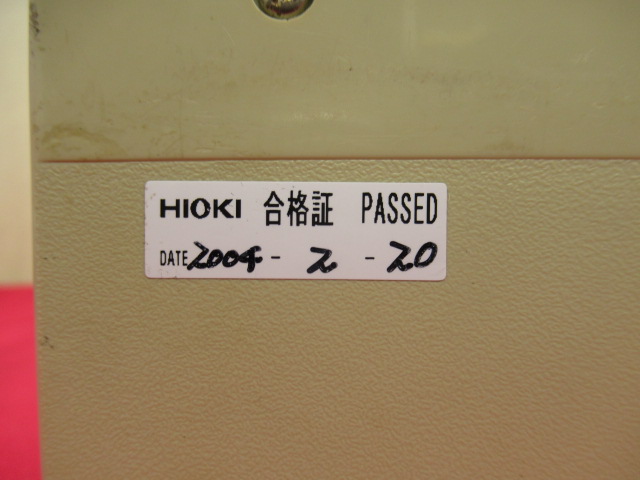 HIOKI 合格証 PASSED
DATE 2004 - 2 - 20